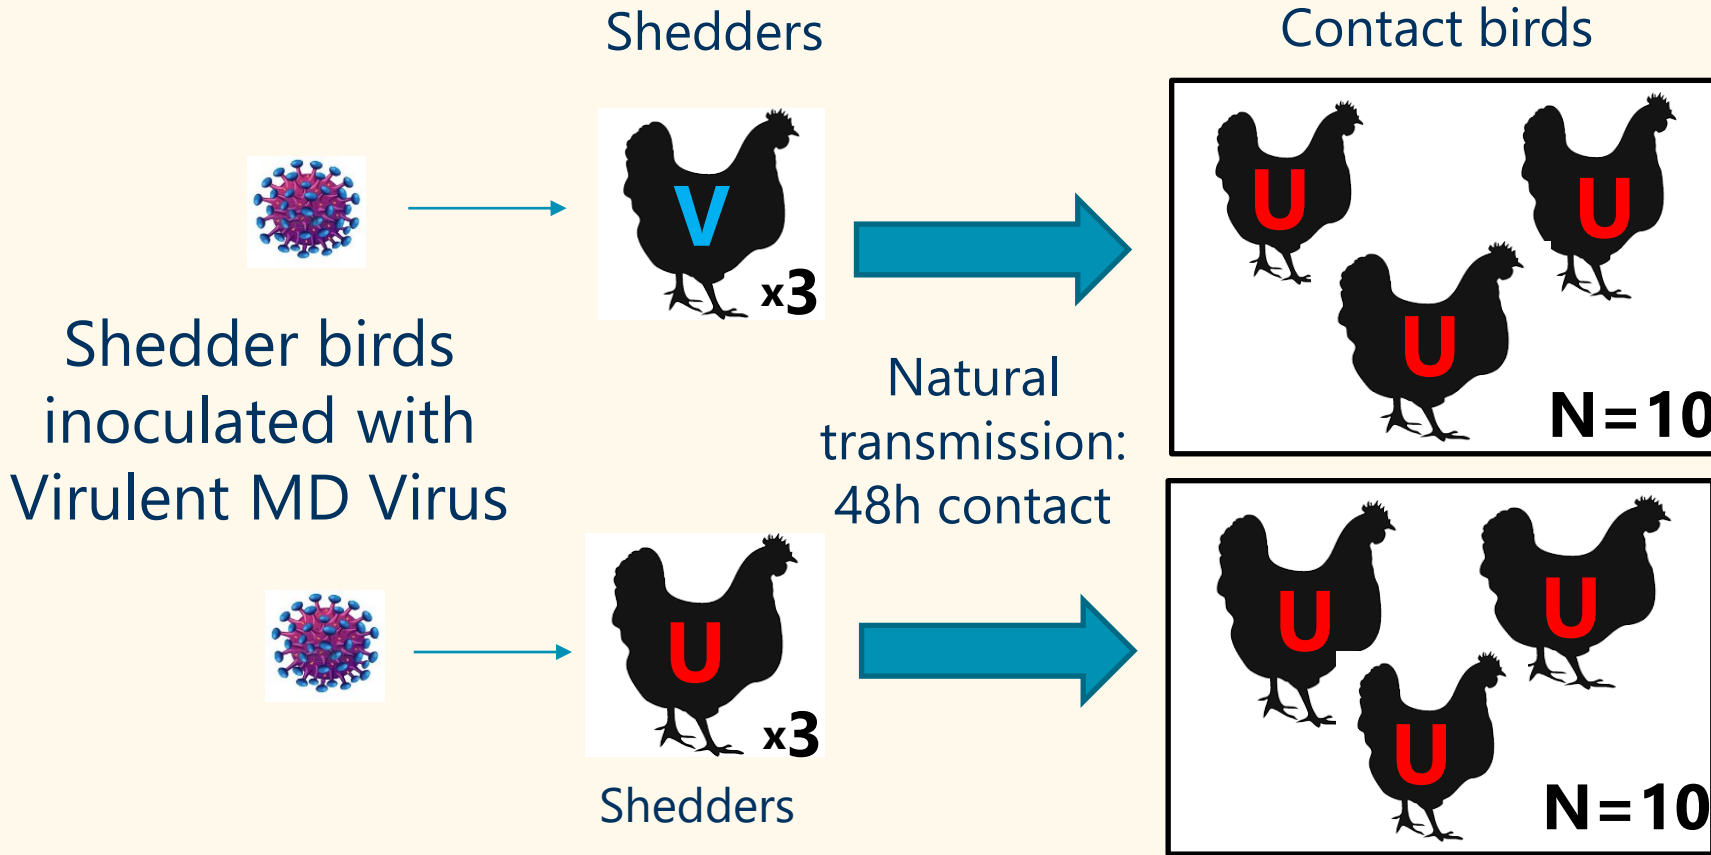 Shedders
Contact birds
V
x3
U
U
U
N=10
Shedder birds
inoculated with
Virulent MD Virus
Natural
transmission:
48h contact
U
x3
Shedders
U
U
U
N=10